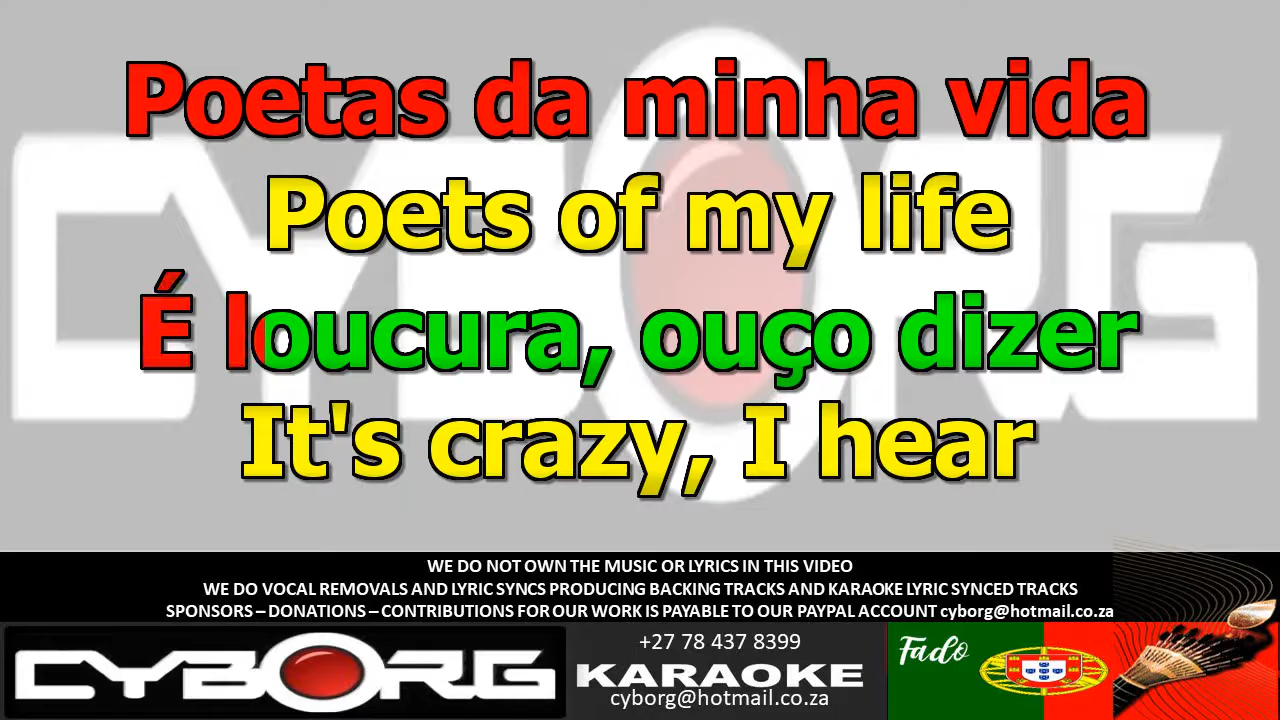 Poetas da minha vida
Poets of my life
É loucura, ouço dizer
It's crazy, I hear
WE DO NOT OWN THE MUSIC OR LYRICS IN THIS VIDEO
WE DO VOCAL REMOVALS AND LYRIC SYNCS PRODUCING BACKING TRACKS AND KARAOKE LYRIC SYNCED TRACKS
SPONSORS – DONATIONS – CONTRIBUTIONS FOR OUR WORK IS PAYABLE TO OUR PAYPAL ACCOUNT cyborg@hotmail.co.za
CYBORG
+27 78 437 8399
KARAOKE
cyborg@hotmail.co.za
Fado
CYBORG